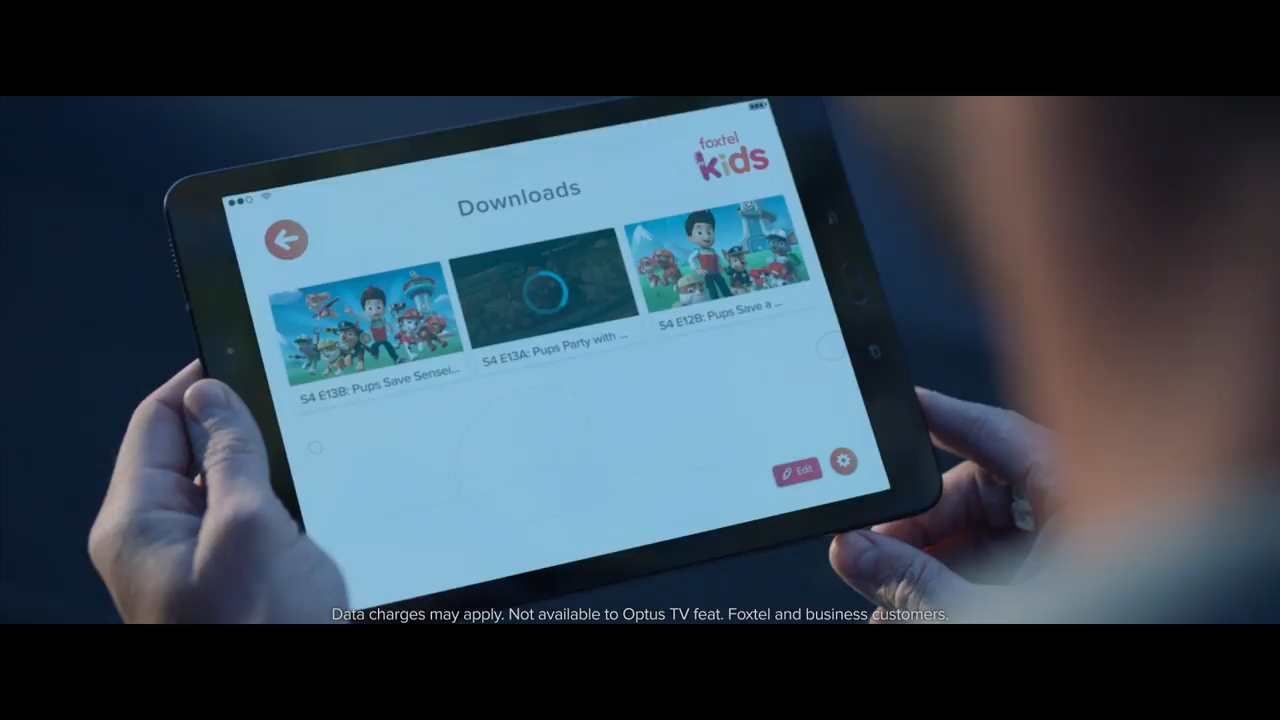 foxtel
kids
Downloads
S4 E13B: Pups Save Sensei...
S4 E13A: Pups Party with ...
S4 E12B: Pups Save a ...
Edit
Data charges may apply. Not available to Optus TV feat. Foxtel and business customers.